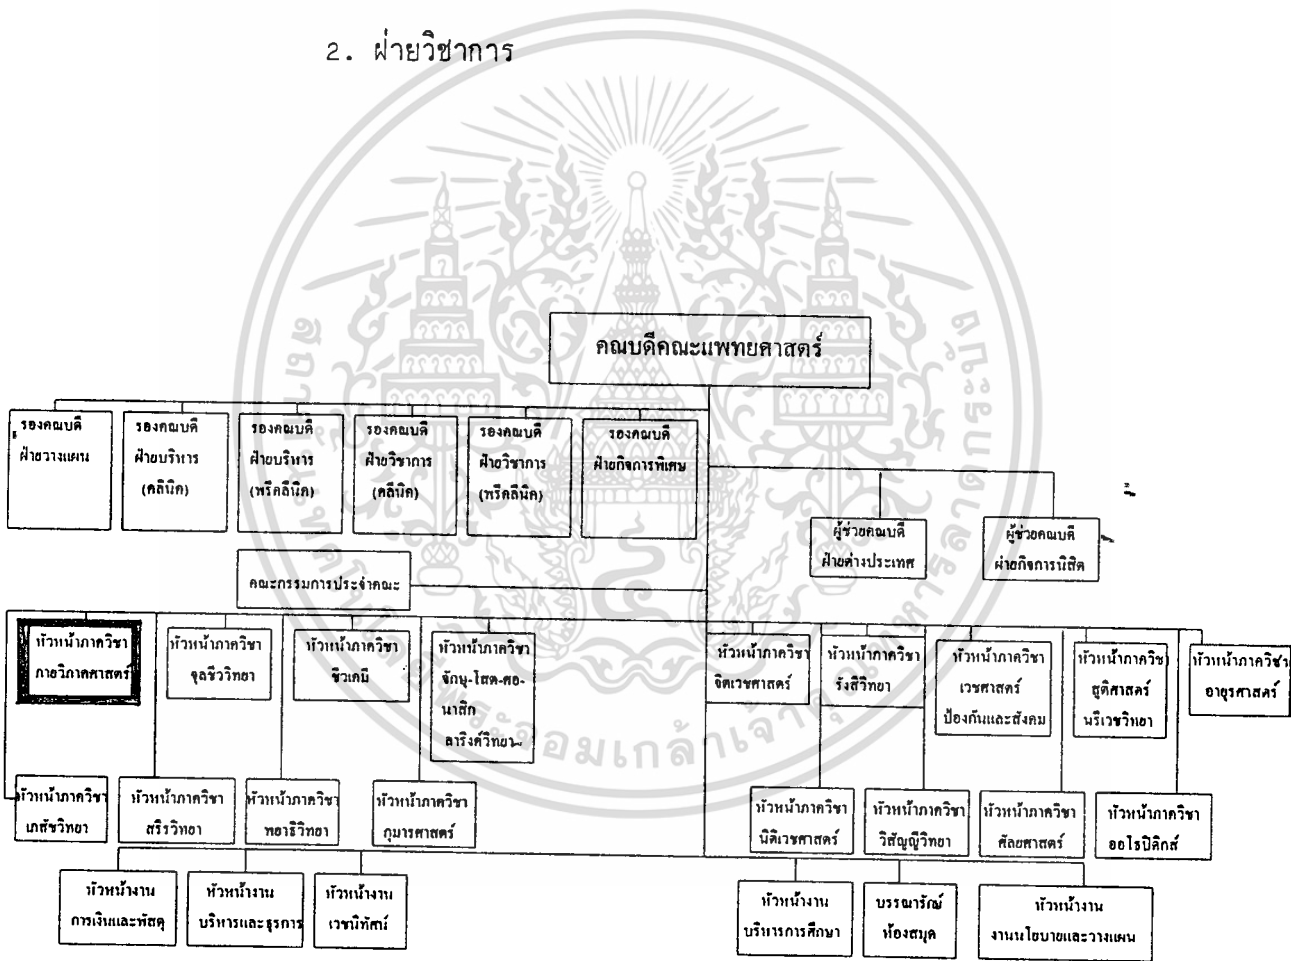 2. ฝ่ายวิชาการ
คณบดีคณะแพทยศาสตร์
รองคณบดี
ฝ่ายวางแผน
รองคณบดี
ฝ่ายบริหาร
(คลินิค)
รองคณบดี
ฝ่ายบริหาร
(พรีคลีนิค)
รองคณบดี
ฝ่ายวิชาการ
(คลินิค)
รองคณบดี
ฝ่ายวิชาการ
(พรีคลีนิค)
รองคณบดี
ฝ่ายกิจการพิเศษ
ผู้ช่วยคณบดี
ฝ่ายต่างประเทศ
ผู้ช่วยคณบดี
ฝ่ายกิจการนิสิต
คณะกรรมการประจำคณะ
หัวหน้าภาควิชา
กายวิภาคศาสตร์
หัวหน้าภาควิชา
จุลชีววิทยา
หัวหน้าภาควิชา
ชีวเคมี
หัวหน้าภาควิชา
จักษุ-โสต-ศอ-
นาสิก
ลาริงค์วิทยา
หัวหน้าภาควิชา
จิตเวชศาสตร์
หัวหน้าภาควิชา
รังสีวิทยา
หัวหน้าภาควิชา
เวชศาสตร์
ป้องกันและสังคม
หัวหน้าภาควิช
สูติศาสตร์
นรีเวชวิทยา
หัวหน้าภาควิชา
อายุรศาสตร์
หัวหน้าภาควิชา
เภสัชวิทยา
หัวหน้าภาควิชา
สรีรวิทยา
หัวหน้าภาควิชา
พยาธิวิทยา
หัวหน้าภาควิชา
กุมารศาสตร์
หัวหน้าภาควิชา
นิติเวชศาสตร์
หัวหน้าภาควิชา
วิสัญญีวิทยา
หัวหน้าภาควิชา
ศัลยศาสตร์
หัวหน้าภาควิชา
ออโธปิดิกส์
หัวหน้างาน
การเงินและพัสดุ
หัวหน้างาน
บริหารและธุรการ
หัวหน้างาน
เวชนิทัศน์
หัวหน้างาน
บริหารการศึกษา
บรรณารักษ์
ห้องสมุด
หัวหน้างาน
งานนโยบายและวางแผน